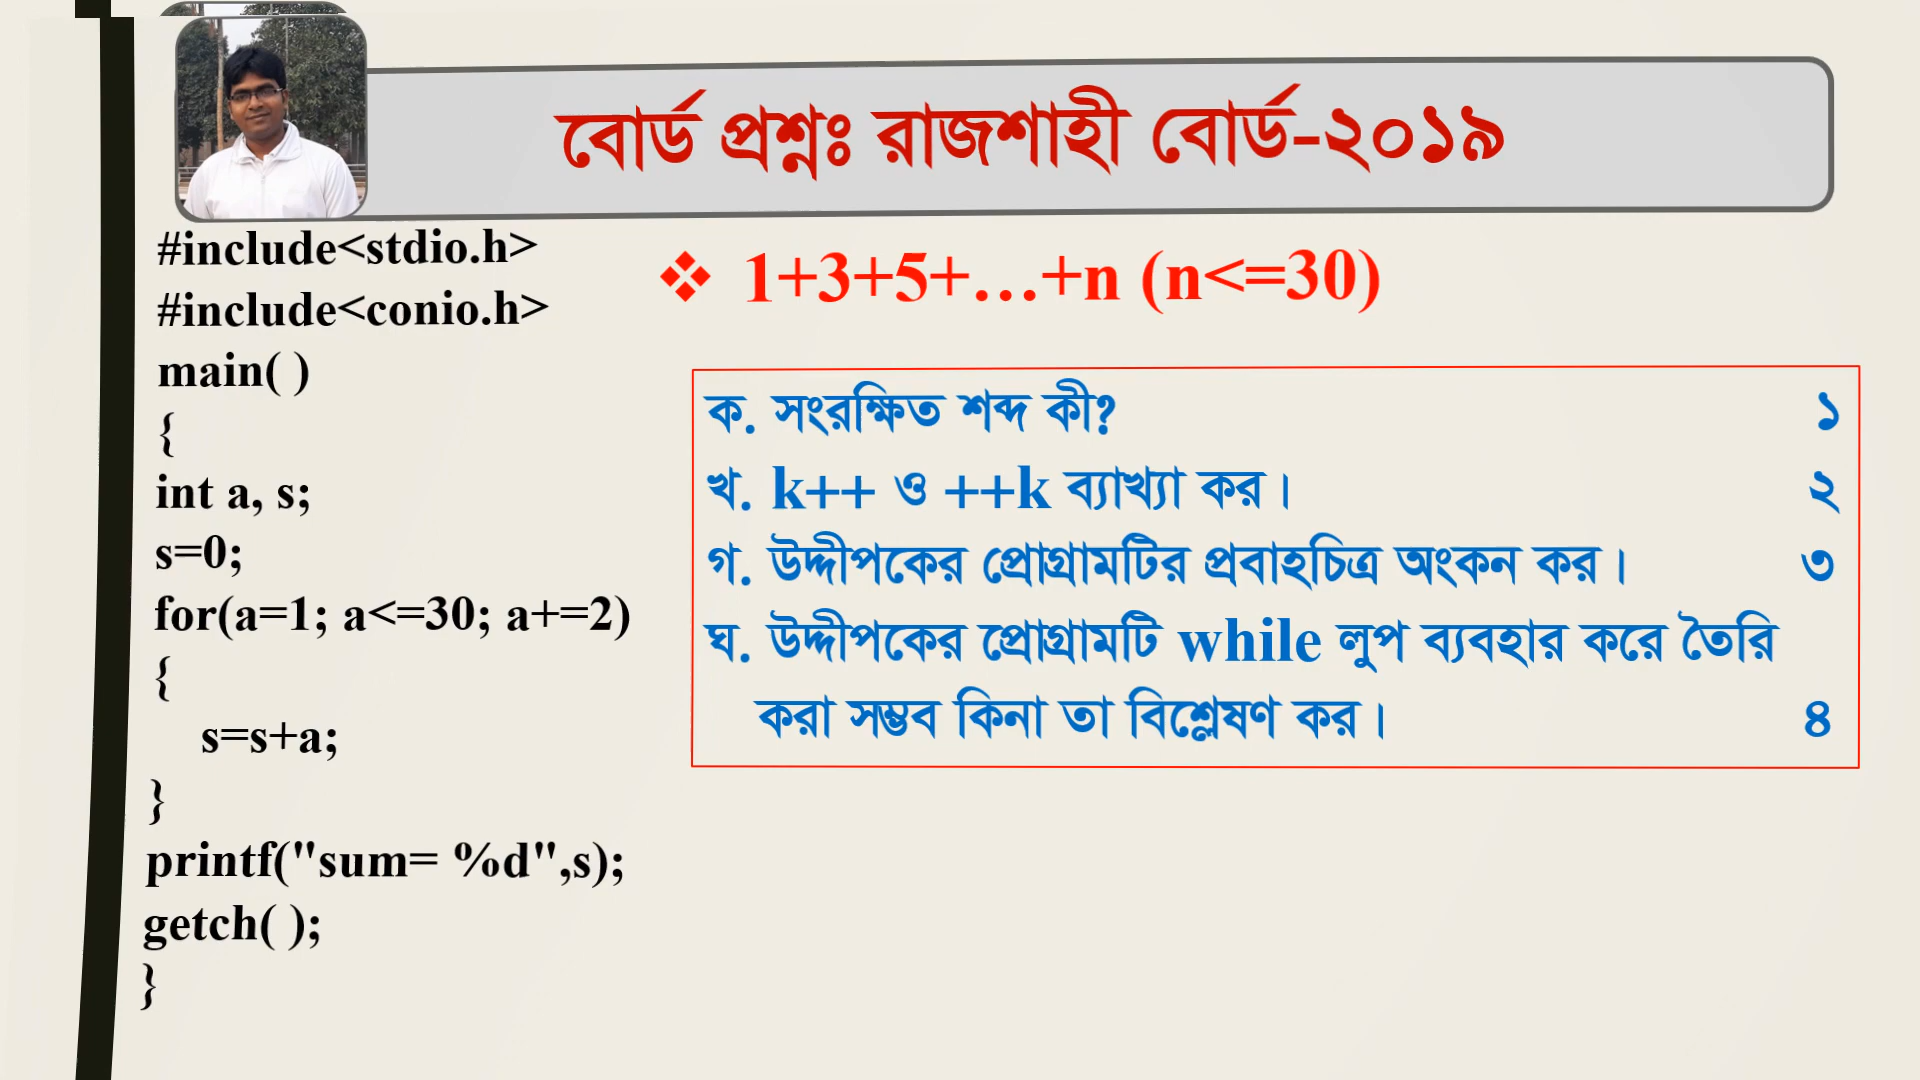 বোর্ড প্রশ্নঃ রাজশাহী বোর্ড-২০১৯
#include<stdio.h>
#include<conio.h>
main( )
{
int a, s;
s=0;
for(a=1; a<=30; a+=2)
{
s=s+a;
}
printf("sum= %d",s);
getch( );
}
❖ 1+3+5+…+n (n<=30)
ক. সংরক্ষিত শব্দ কী? ১
খ. k++ ও ++k ব্যাখ্যা কর। ২
গ. উদ্দীপকের প্রোগ্রামটির প্রবাহচিত্র অংকন কর। ৩
ঘ. উদ্দীপকের প্রোগ্রামটি while লুপ ব্যবহার করে তৈরি
করা সম্ভব কিনা তা বিশ্লেষণ কর। ৪